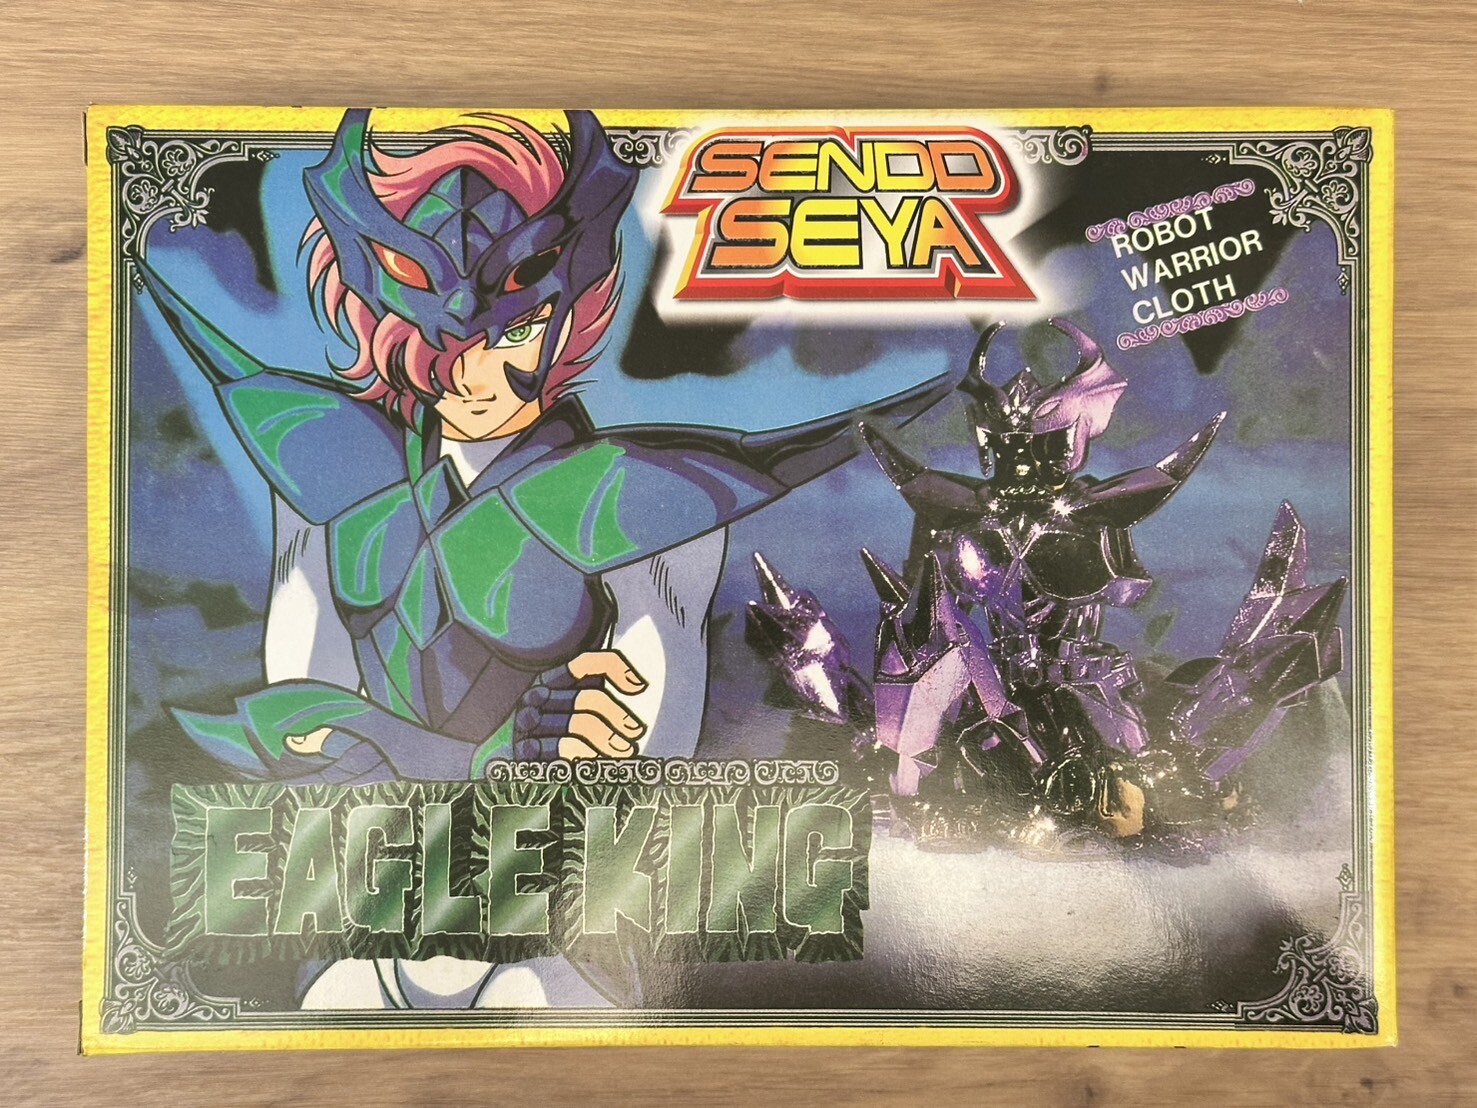 SENDO
SEYA
ROBOT
WARRIOR
CLOTH
EAGLE KING